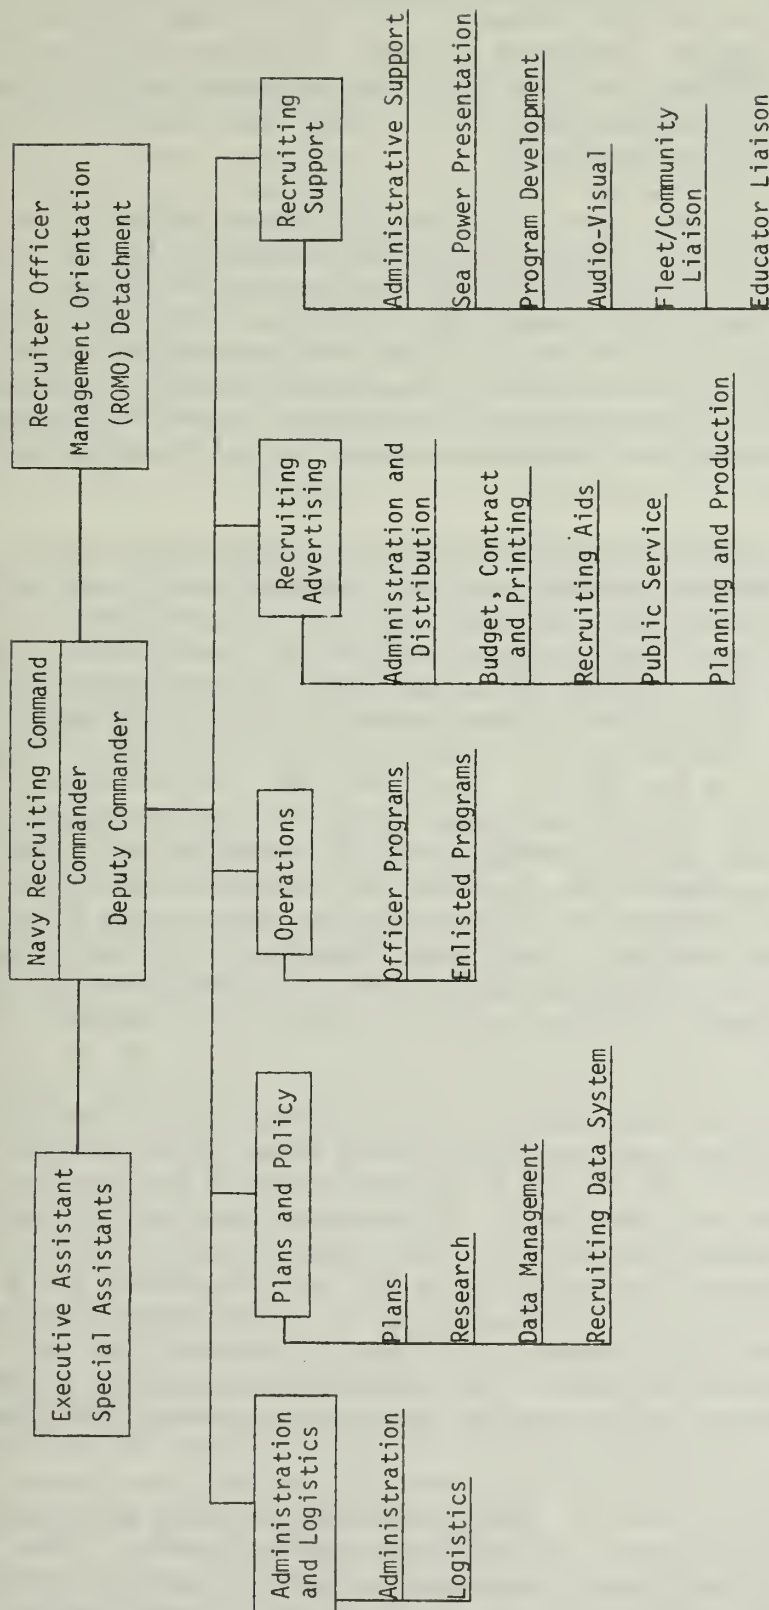 Navy Recruiting Command
Commander
Deputy Commander
Executive Assistant
Special Assistants
Recruiter Officer
Management Orientation
(ROMO) Detachment
Administration
and Logistics
Administration
Logistics
Plans and Policy
Plans
Research
Data Management
Recruiting Data System
Operations
Officer Programs
Enlisted Programs
Recruiting
Advertising
Administration and
Distribution
Budget, Contract
and Printing
Recruiting Aids
Public Service
Planning and Production
Recruiting
Support
Administrative Support
Sea Power Presentation
Program Development
Audio-Visual
Fleet/Community
Liaison
Educator Liaison